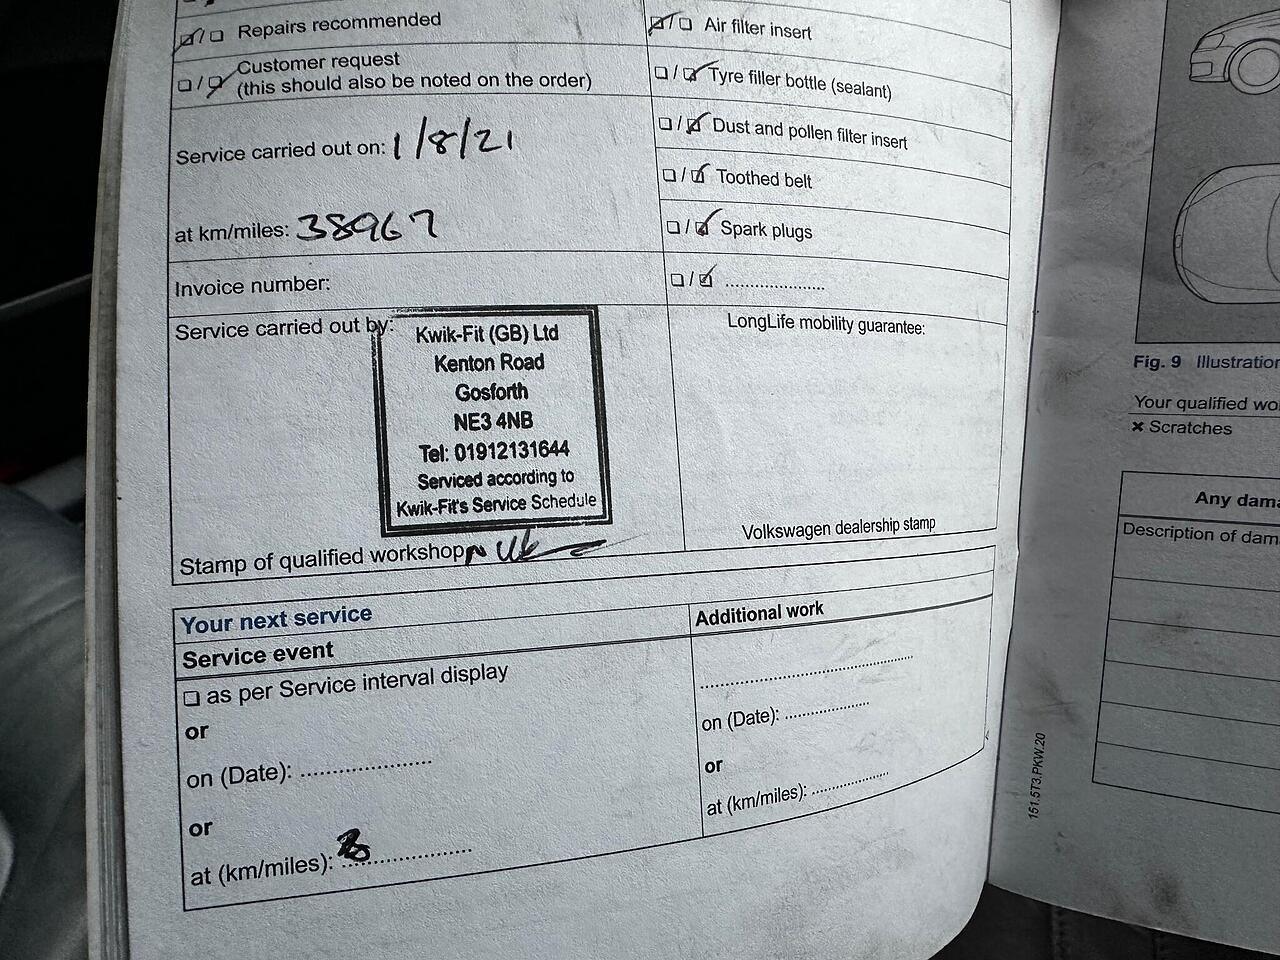 Repairs recommended
Customer request
(this should also be noted on the order)
Service carried out on: 1/8/21
at km/miles: 38967
Invoice number:
Service carried out by:
Kwik-Fit (GB) Ltd
Kenton Road
Gosforth
NE3 4NB
Tel: 01912131644
Serviced according to
Kwik-Fit's Service Schedule
Stamp of qualified workshop
Air filter insert
Tyre filler bottle (sealant)
Dust and pollen filter insert
Toothed belt
Spark plugs
....................
LongLife mobility guarantee:
Volkswagen dealership stamp
Your next service
Service event
as per Service interval display
or
on (Date): ......................
or
at (km/miles): ......................
Additional work
.....................................
on (Date): ..................
or
at (km/miles): ................
151.5T3.PKW.20
Fig. 9 Illustration
Your qualified wo
× Scratches
Any dama
Description of dam